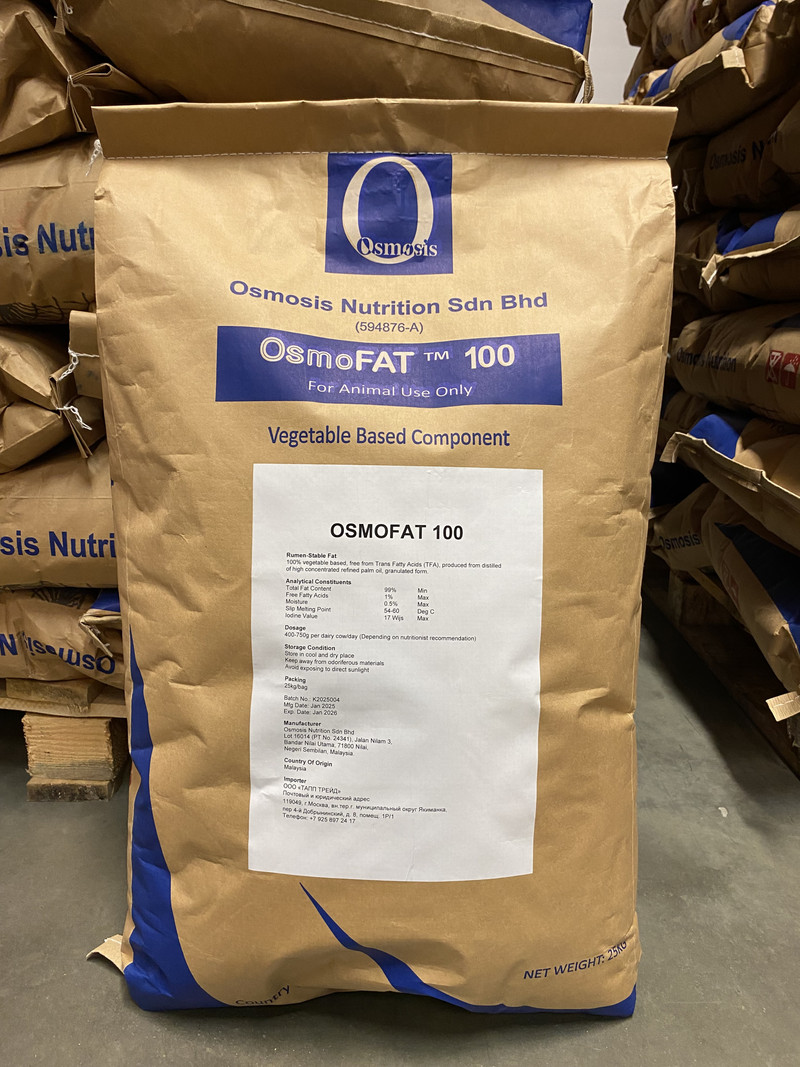 Osmosis
Osmosis Nutrition Sdn Bhd
(594876-A)
OsmoFAT ™ 100
For Animal Use Only
Vegetable Based Component
OSMOFAT 100
Rumen-Stable Fat
100% vegetable based, free from Trans Fatty Acids (TFA), produced from distilled
of high concentrated refined palm oil, granulated form.
Analytical Constituents
Total Fat Content 99% Min
Free Fatty Acids 1% Max
Moisture 0.5% Max
Slip Melting Point 54-60 Deg C
Iodine Value 17 Wijs Max
Dosage
400-750g per dairy cow/day (Depending on nutritionist recommendation)
Storage Condition
Store in cool and dry place
Keep away from odoriferous materials
Avoid exposing to direct sunlight
Packing
25kg/bag
Batch No.: K2025004
Mfg Date: Jan 2025
Exp. Date: Jan 2026
Manufacturer
Osmosis Nutrition Sdn Bhd
Lot 16014 (PT No. 24341), Jalan Nilam 3,
Bandar Nilai Utama, 71800 Nilai,
Negeri Sembilan, Malaysia
Country Of Origin
Malaysia
Importer
ООО «ТАПП ТРЕЙД»
Почтовый и юридический адрес
119049, г.Москва, вн.тер.г. муниципальный округ Якиманка,
пер 4-й Добрынинский, д. 8, помещ. 1Р/1
Телефон: +7 925 897 24 17
NET WEIGHT: 25KG
Country
sis Nutri
sis Nutri
Osmosis N
Osmosis Nutrition
Osmosis